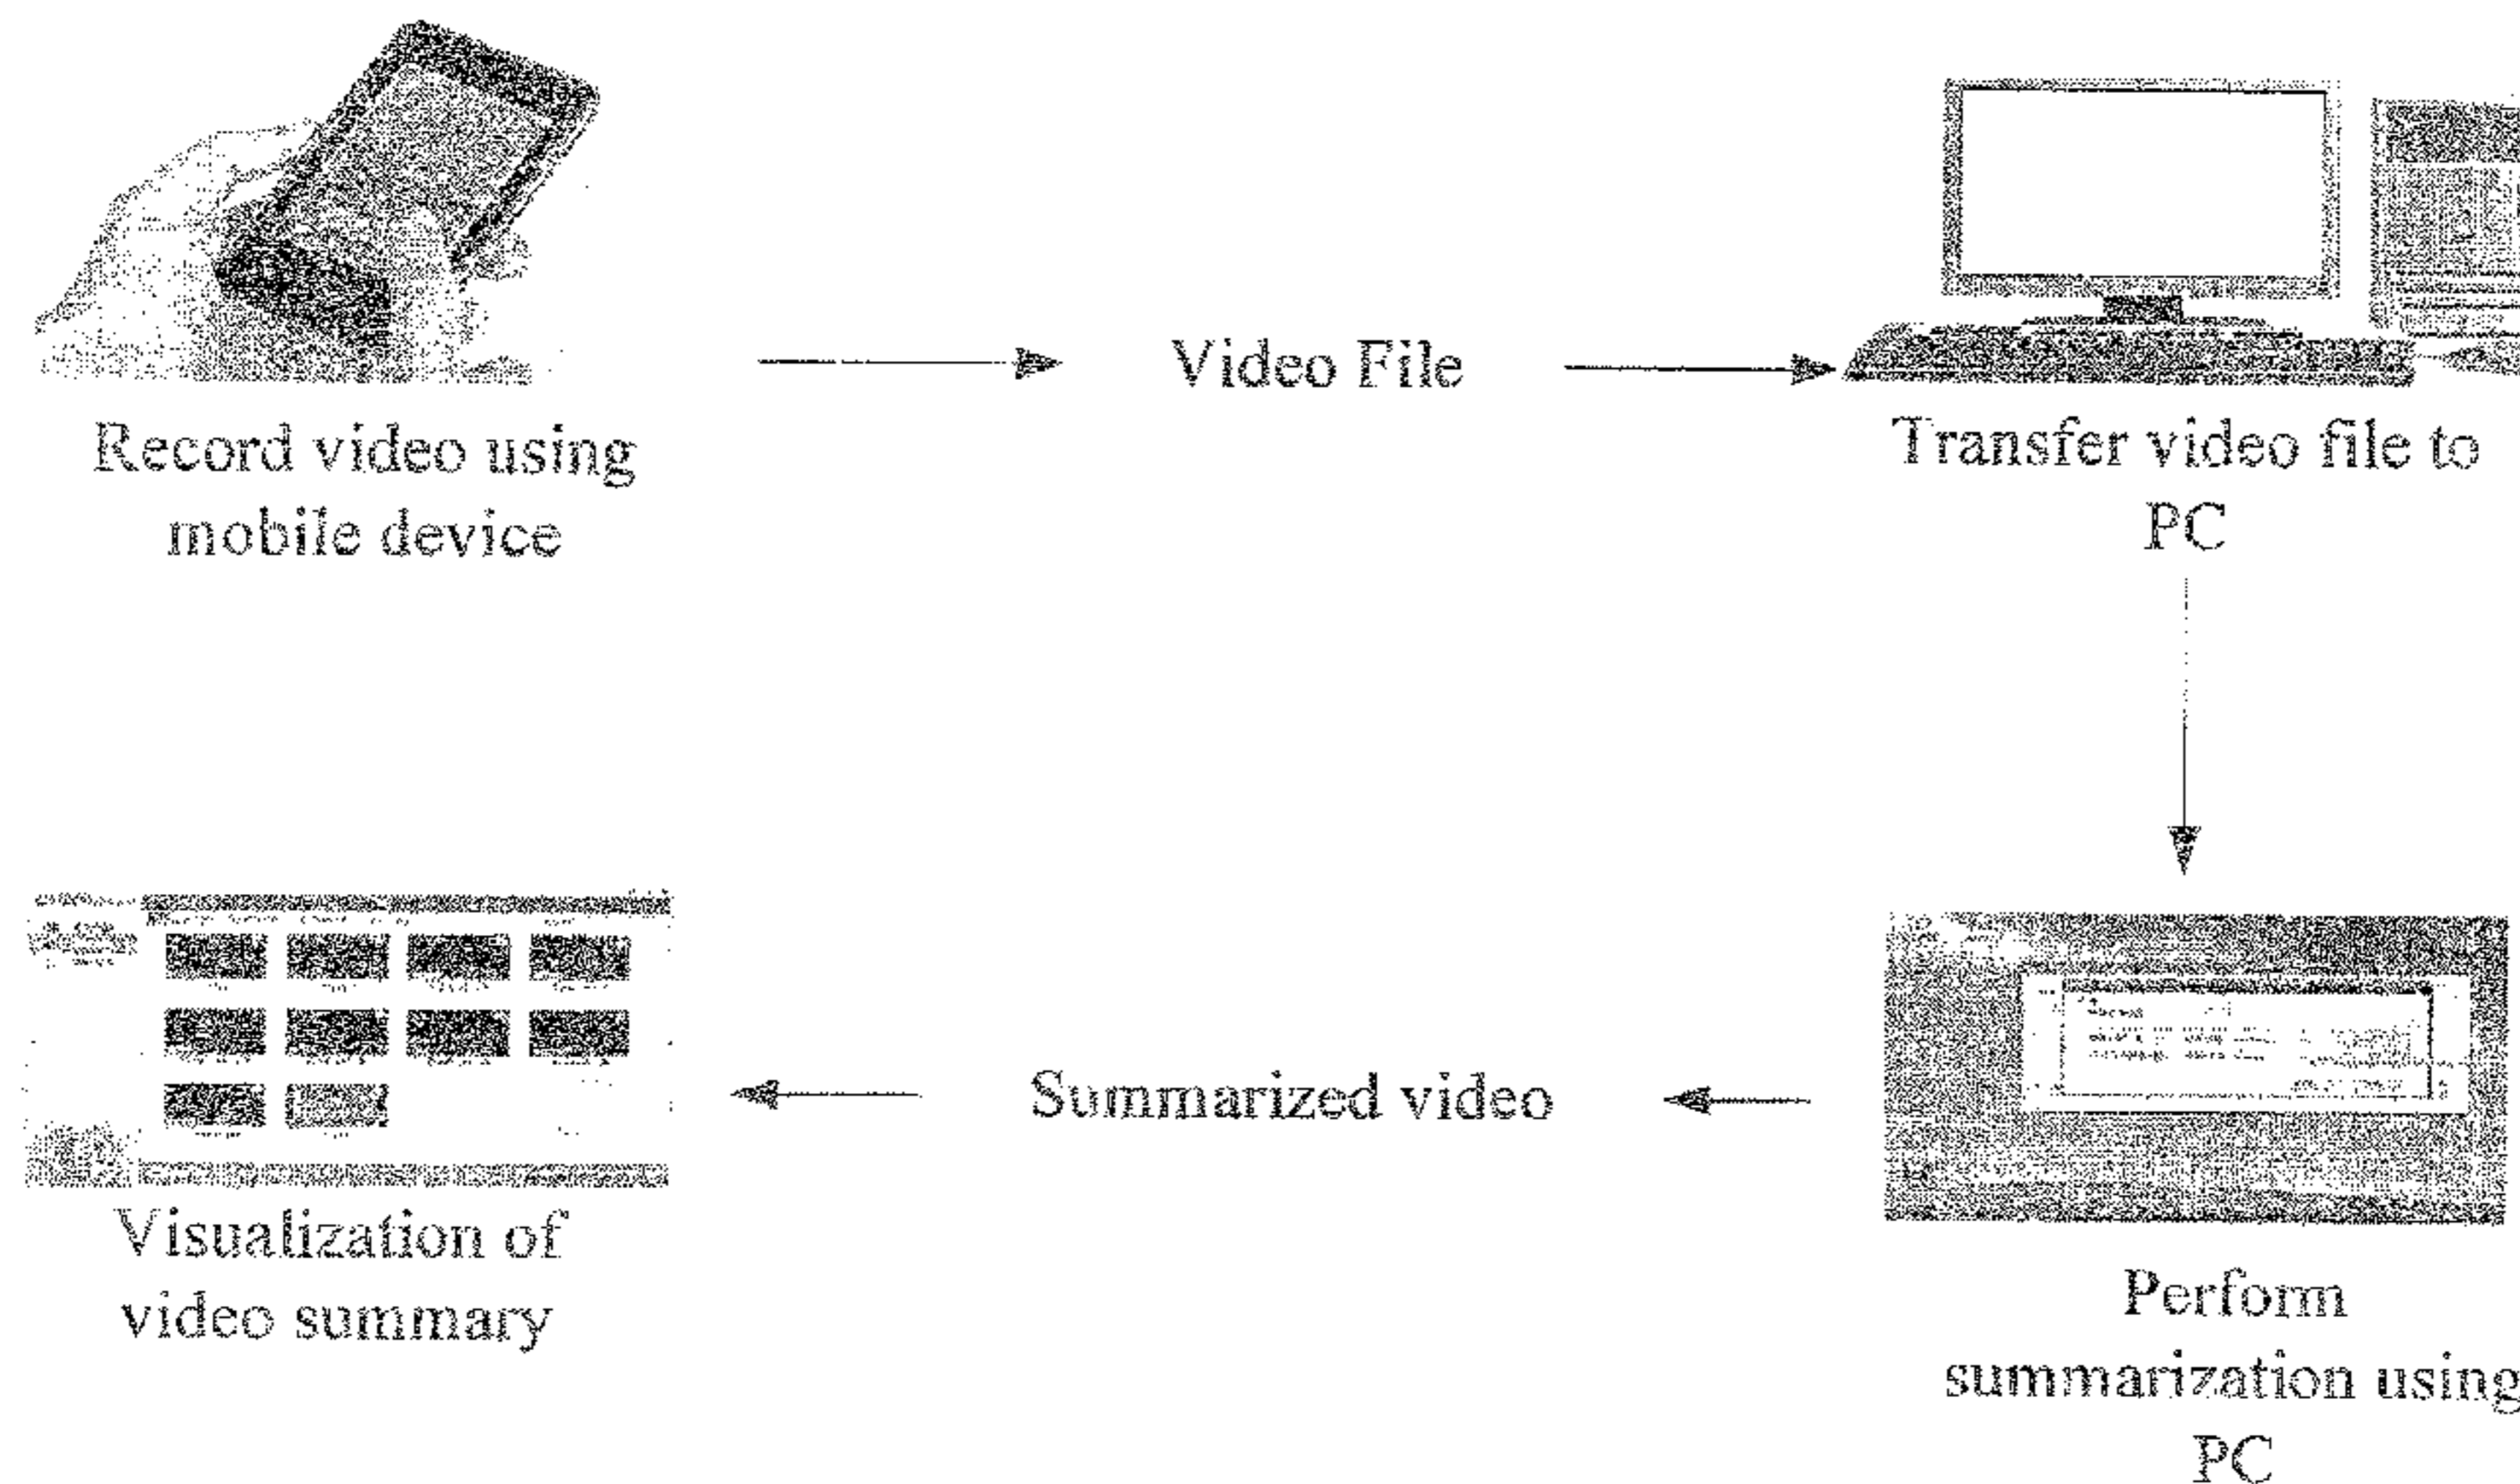 Record video using
mobile device
Video File
Transfer video file to
PC
Perform
summarization using
PC
Summarized video
Visualization of
video summary